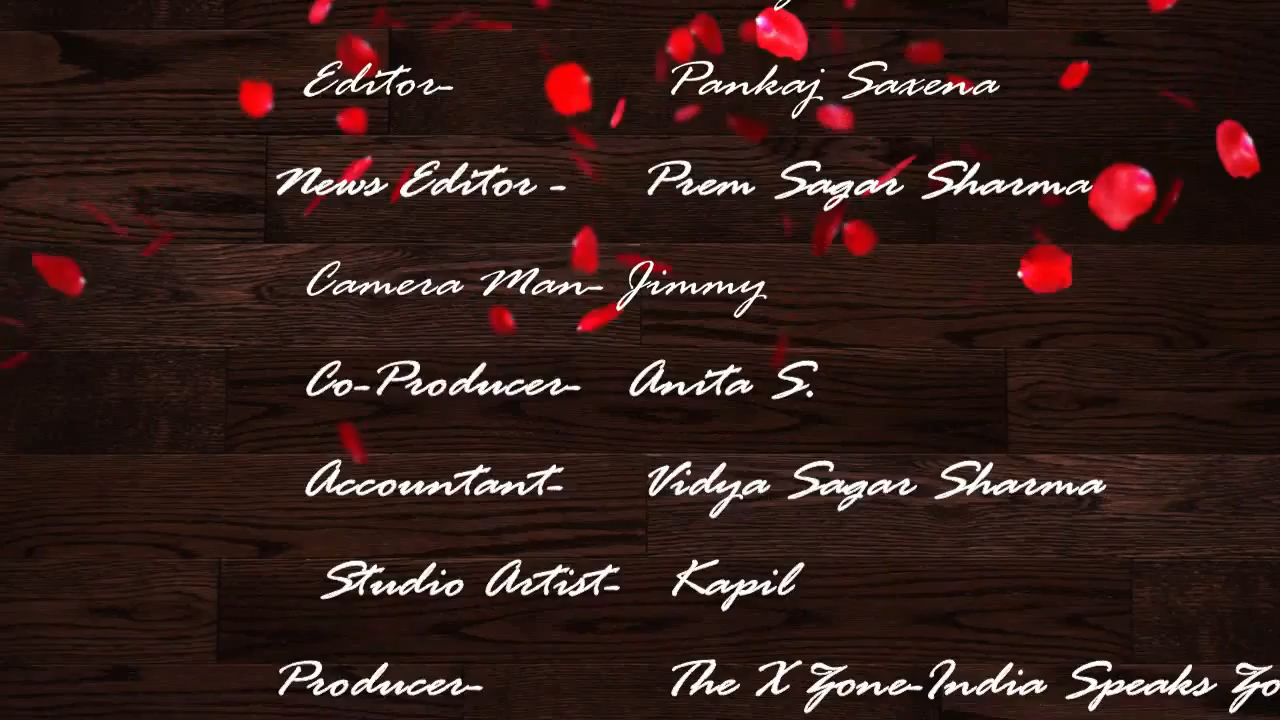 Editor- Pankaj Saxena
News Editor - Prem Sagar Sharma
Camera Man- Jimmy
Co-Producer- Anita S.
Accountant- Vidya Sagar Sharma
Studio Artist- Kapil
Producer- The X Zone-India Speaks